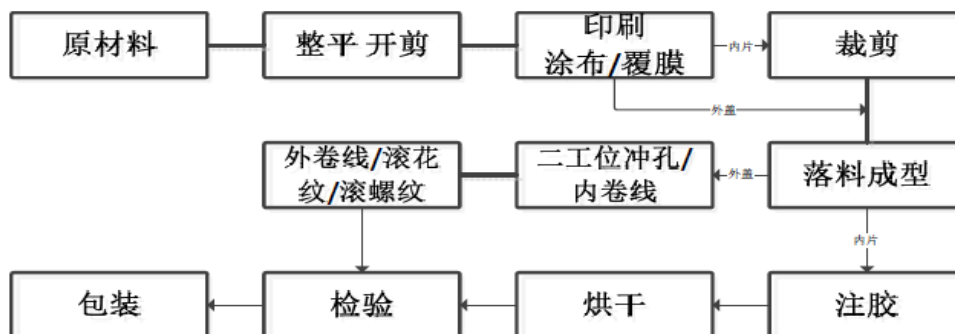 原材料
整平 开剪
印刷
涂布/覆膜
内片
裁剪
外盖
外卷线/滚花
纹/滚螺纹
二工位冲孔/
内卷线
外盖
落料成型
内片
包装
检验
烘干
注胶